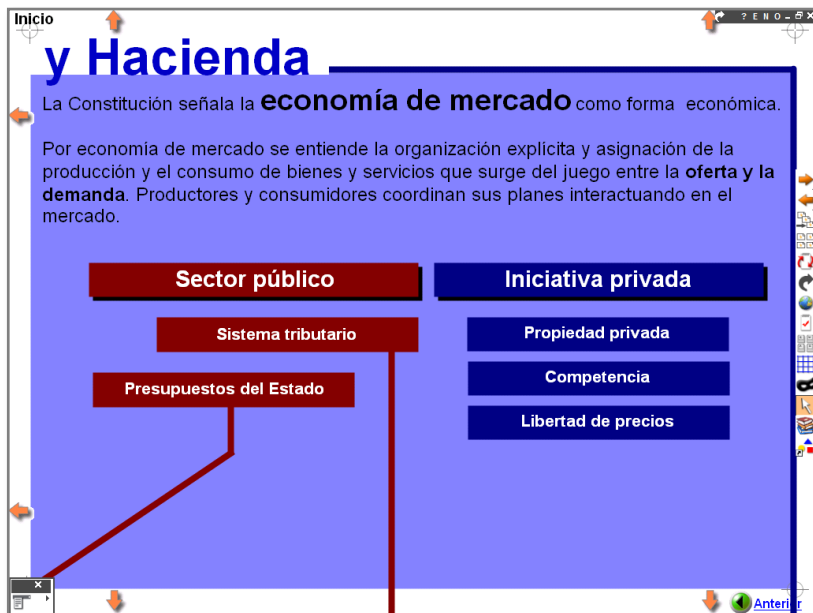 Inicio
? E N O
y Hacienda
La Constitución señala la economía de mercado como forma económica.
Por economía de mercado se entiende la organización explícita y asignación de la
producción y el consumo de bienes y servicios que surge del juego entre la oferta y la
demanda. Productores y consumidores coordinan sus planes interactuando en el
mercado.
Sector público
Iniciativa privada
Sistema tributario
Propiedad privada
Presupuestos del Estado
Competencia
Libertad de precios
Anterior